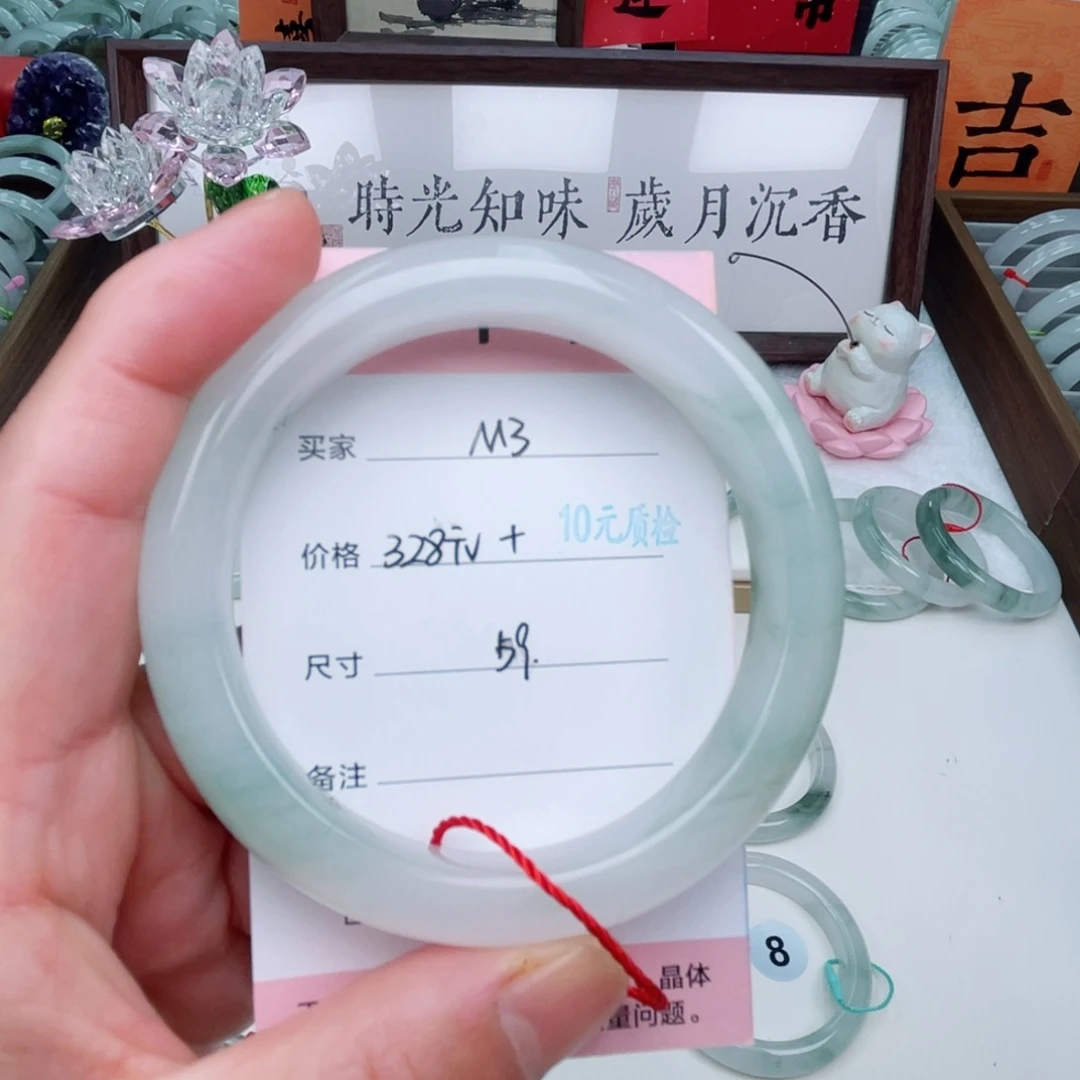 吉
時光知味 歲月沉香
买家 M3
价格 328 + 10元质检
尺寸 59.
备注
晶体
量问题。
8